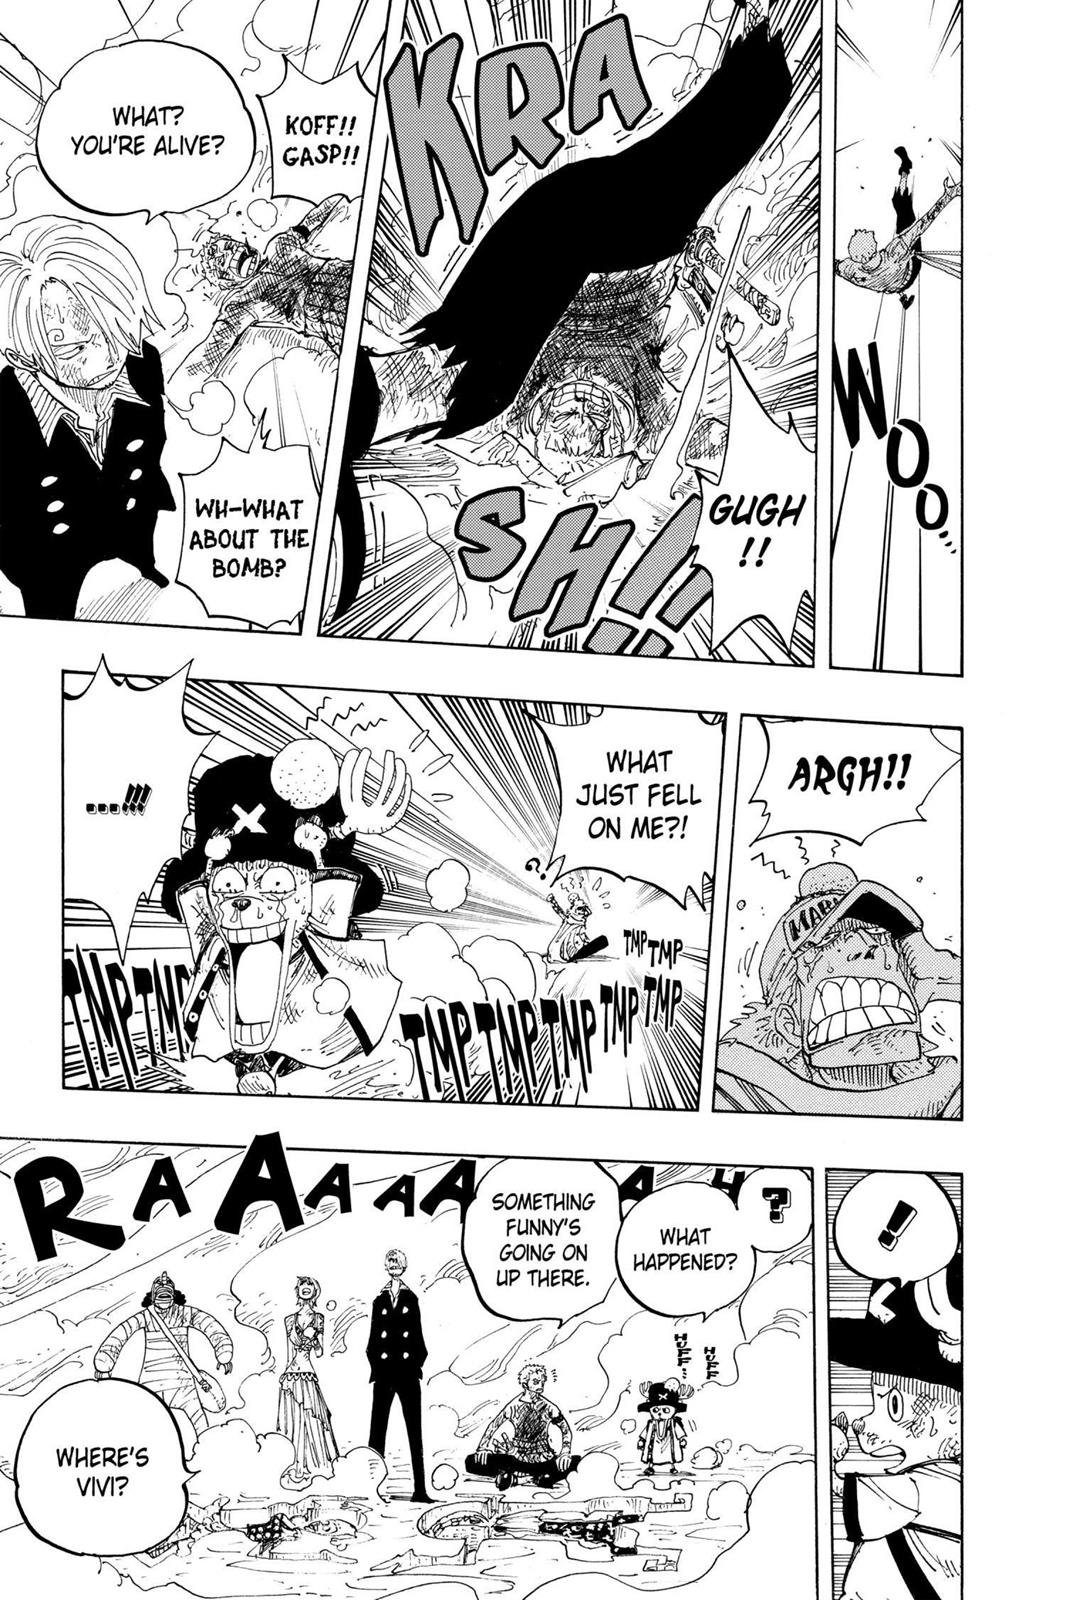 WOO...
KRA
SH!!
GUGH
!!
KOFF!!
GASP!!
WHAT?
YOU'RE ALIVE?
WH-WHAT
ABOUT THE
BOMB?
ARGH!!
WHAT
JUST FELL
ON ME?!
?!
TMP TMP
TMP TMP TMP TMP TMP
TMP TMP
...!!!
!
?
WHAT
HAPPENED?
HUFF
HUFF...
SOMETHING
FUNNY'S
GOING ON
UP THERE.
RAAAAAAAH
WHERE'S
VIVI?